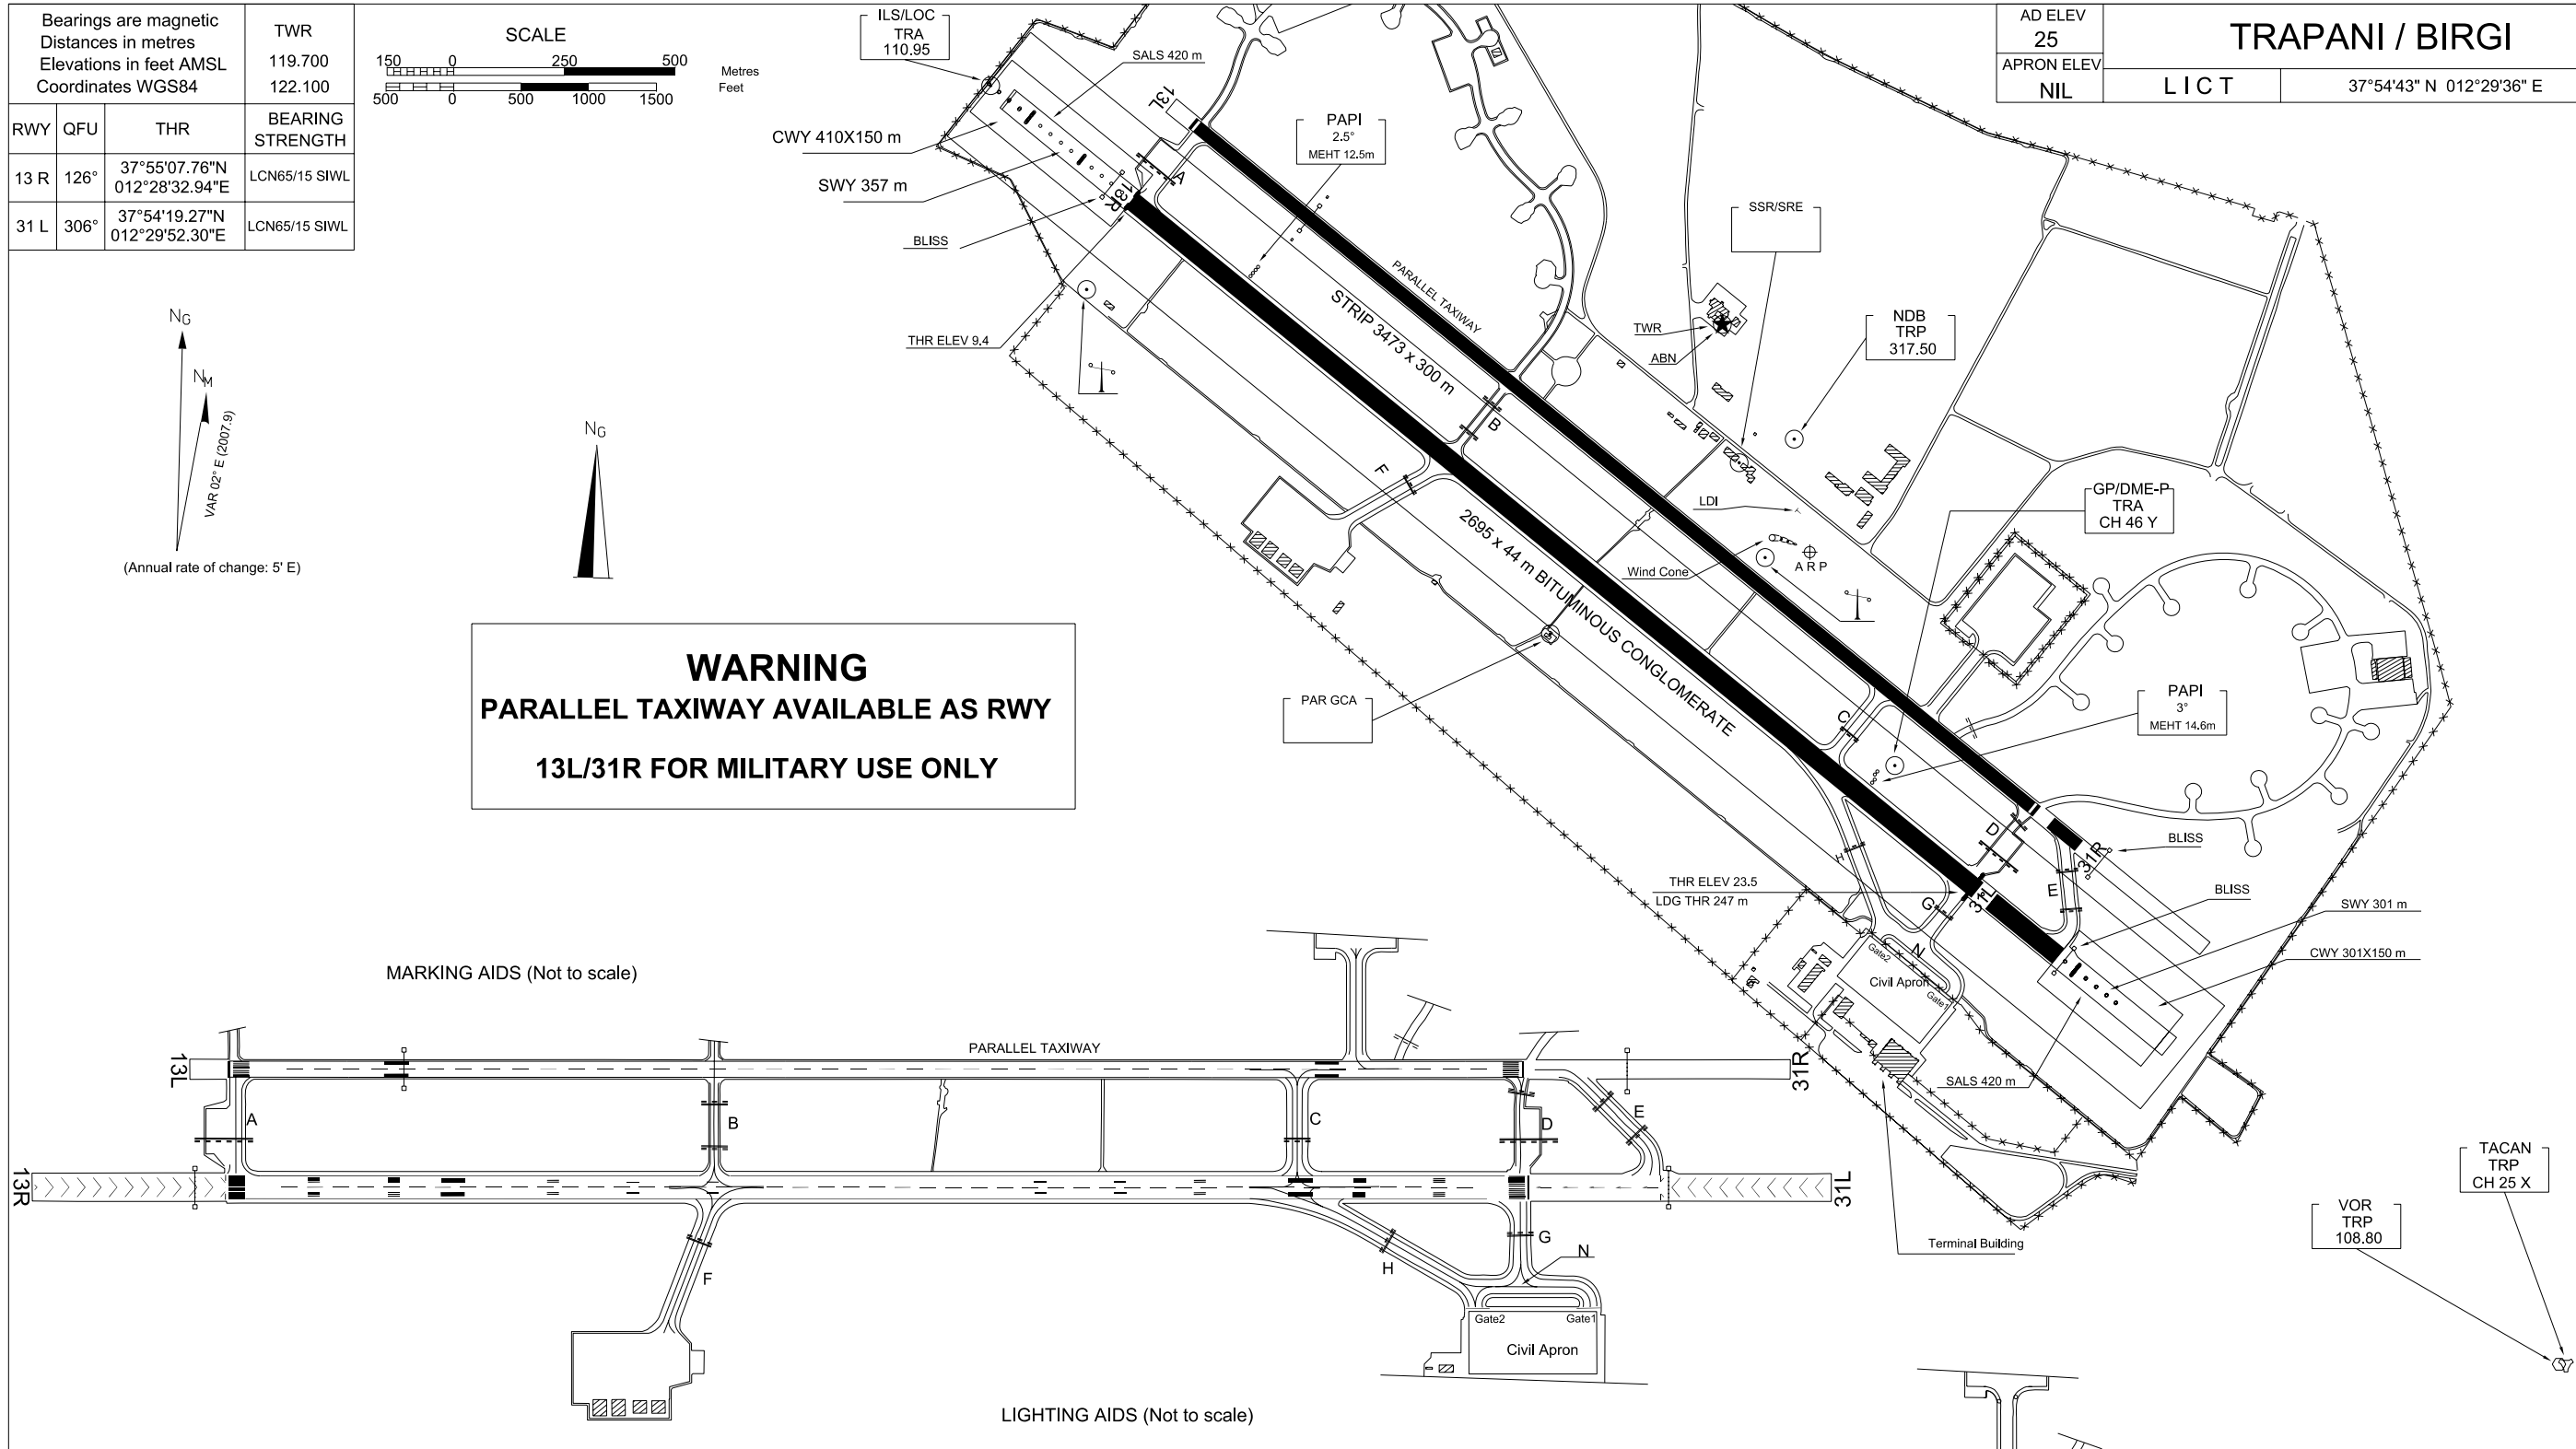 Bearings are magnetic
Distances in metres
Elevations in feet AMSL
Coordinates WGS84
TWR
119.700
122.100
RWY QFU THR BEARING STRENGTH
13 R 126° 37°55'07.76"N 012°28'32.94"E LCN65/15 SIWL
31 L 306° 37°54'19.27"N 012°29'52.30"E LCN65/15 SIWL
SCALE
150 0 250 500
Metres
Feet
500 0 500 1000 1500
AD ELEV
25
APRON ELEV
NIL
TRAPANI / BIRGI
LICT
37°54'43" N 012°29'36" E
ILS/LOC
TRA
110.95
SALS 420 m
CWY 410X150 m
SWY 357 m
BLISS
THR ELEV 9.4
13L
13R
A
PAPI
2.5°
MEHT 12.5m
PARALLEL TAXIWAY
STRIP 3473 x 300 m
SSR/SRE
TWR
ABN
NDB
TRP
317.50
B
F
LDI
Wind Cone
A R P
GP/DME-P
TRA
CH 46 Y
2695 x 44 m BITUMINOUS CONGLOMERATE
PAR GCA
C
PAPI
3°
MEHT 14.6m
D
H
E
G
N
31R
31L
BLISS
BLISS
THR ELEV 23.5
LDG THR 247 m
SWY 301 m
CWY 301X150 m
Gate2
Civil Apron
Gate1
SALS 420 m
Terminal Building
TACAN
TRP
CH 25 X
VOR
TRP
108.80
NG
NM
VAR 02° E (2007.9)
(Annual rate of change: 5' E)
NG
WARNING
PARALLEL TAXIWAY AVAILABLE AS RWY
13L/31R FOR MILITARY USE ONLY
MARKING AIDS (Not to scale)
13L
PARALLEL TAXIWAY
31R
A
B
C
D
E
13R
31L
F
H
G
N
Gate2
Gate1
Civil Apron
LIGHTING AIDS (Not to scale)